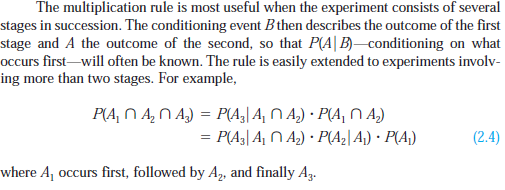 The multiplication rule is most useful when the experiment consists of several
stages in succession. The conditioning event B then describes the outcome of the first
stage and A the outcome of the second, so that P(A | B)—conditioning on what
occurs first—will often be known. The rule is easily extended to experiments involv-
ing more than two stages. For example,
P(A₁ ∩ A₂ ∩ A₃) = P(A₃ | A₁ ∩ A₂) · P(A₁ ∩ A₂)
= P(A₃ | A₁ ∩ A₂) · P(A₂ | A₁) · P(A₁) (2.4)
where A₁ occurs first, followed by A₂, and finally A₃.